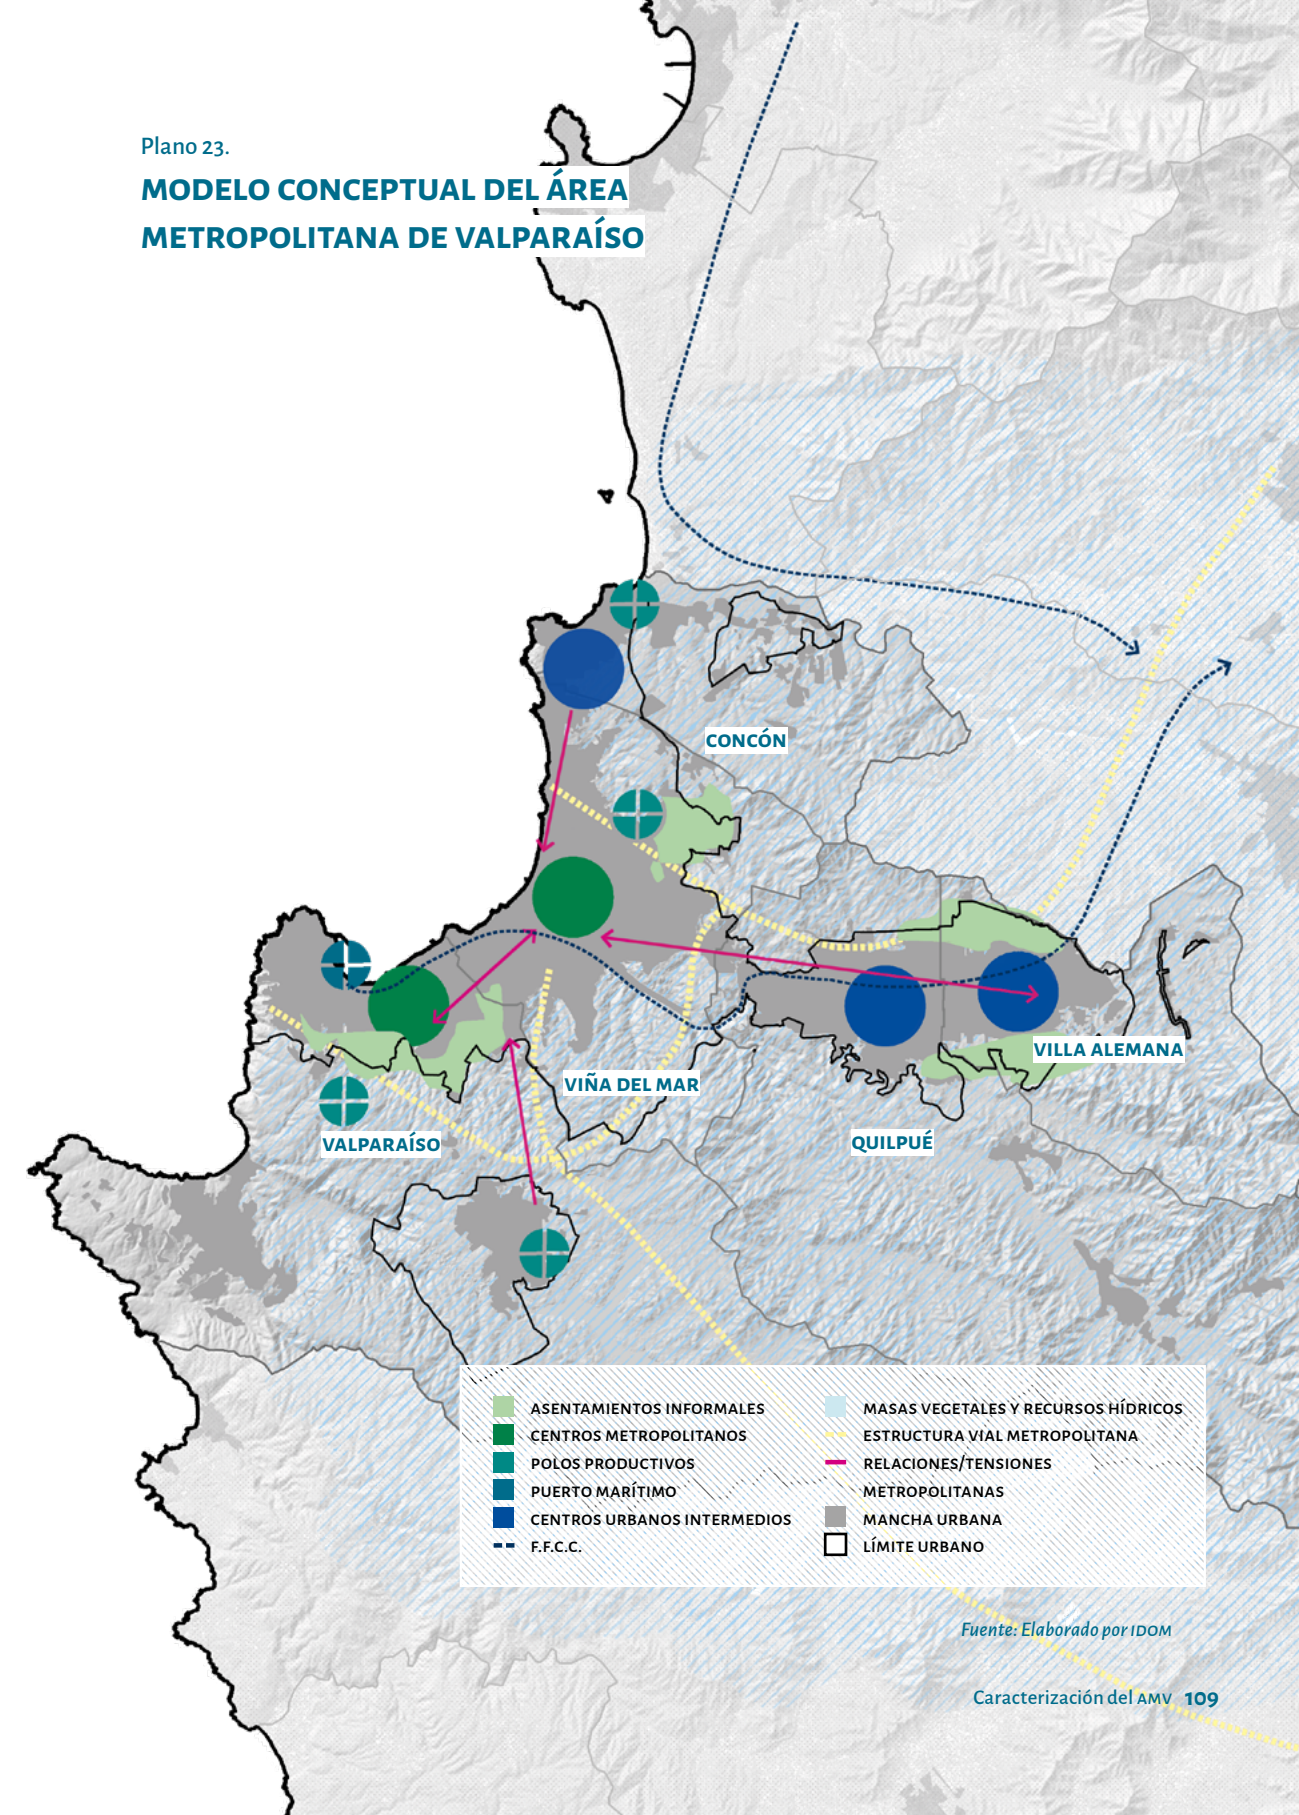 Plano 23.
MODELO CONCEPTUAL DEL ÁREA
METROPOLITANA DE VALPARAÍSO
CONCÓN
VILLA ALEMANA
VIÑA DEL MAR
QUILPUÉ
VALPARAÍSO
ASENTAMIENTOS INFORMALES
CENTROS METROPOLITANOS
POLOS PRODUCTIVOS
PUERTO MARÍTIMO
CENTROS URBANOS INTERMEDIOS
F.F.C.C.
MASAS VEGETALES Y RECURSOS HÍDRICOS
ESTRUCTURA VIAL METROPOLITANA
RELACIONES/TENSIONES
METROPOLITANAS
MANCHA URBANA
LÍMITE URBANO
Fuente: Elaborado por IDOM
Caracterización del AMV 109